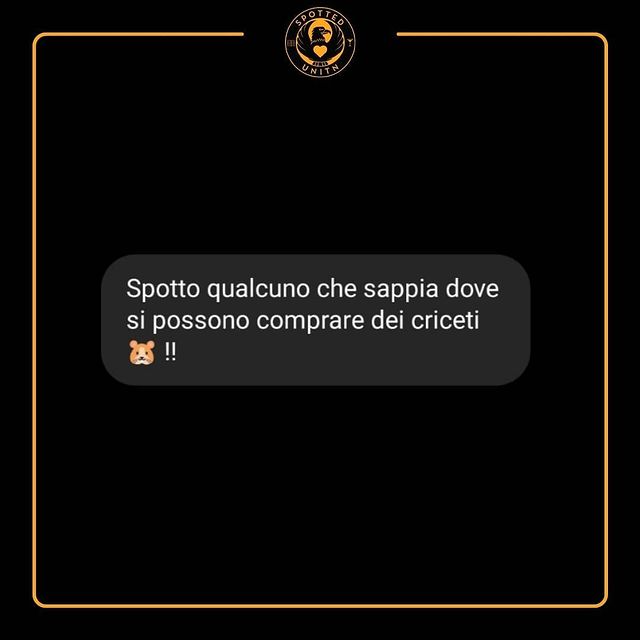 SPOTTED
UNITN
Spotto qualcuno che sappia dove
si possono comprare dei criceti
🐹 !!